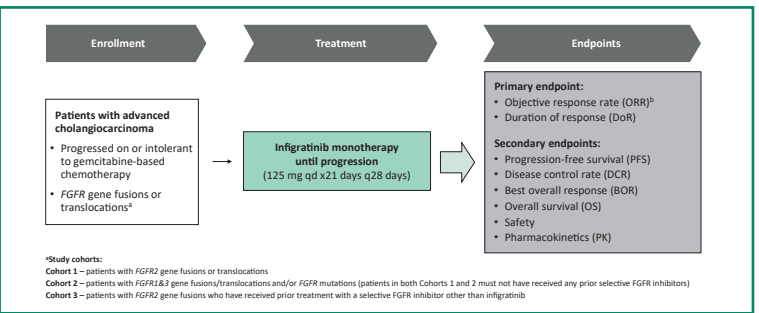 Enrollment
Treatment
Endpoints
Patients with advanced
cholangiocarcinoma
• Progressed on or intolerant
to gemcitabine-based
chemotherapy
• FGFR gene fusions or
translocationsᵃ
Infigratinib monotherapy
until progression
(125 mg qd x21 days q28 days)
Primary endpoint:
• Objective response rate (ORR)ᵇ
• Duration of response (DoR)
Secondary endpoints:
• Progression-free survival (PFS)
• Disease control rate (DCR)
• Best overall response (BOR)
• Overall survival (OS)
• Safety
• Pharmacokinetics (PK)
ᵃStudy cohorts:
Cohort 1 – patients with FGFR2 gene fusions or translocations
Cohort 2 – patients with FGFR1&3 gene fusions/translocations and/or FGFR mutations (patients in both Cohorts 1 and 2 must not have received any prior selective FGFR inhibitors)
Cohort 3 – patients with FGFR2 gene fusions who have received prior treatment with a selective FGFR inhibitor other than infigratinib